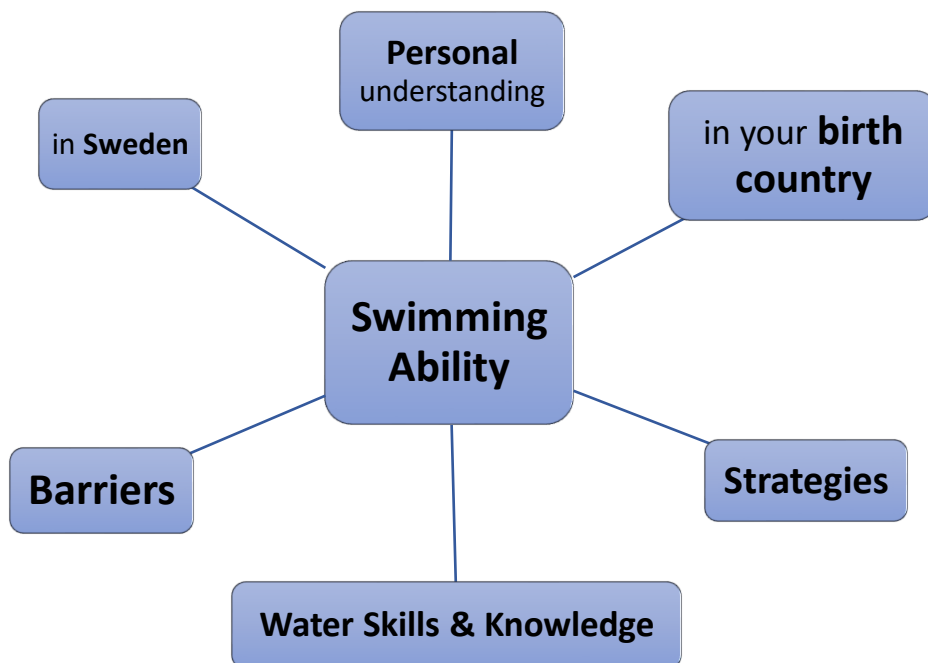 Personal
understanding
in Sweden
in your birth
country
Swimming
Ability
Barriers
Strategies
Water Skills & Knowledge